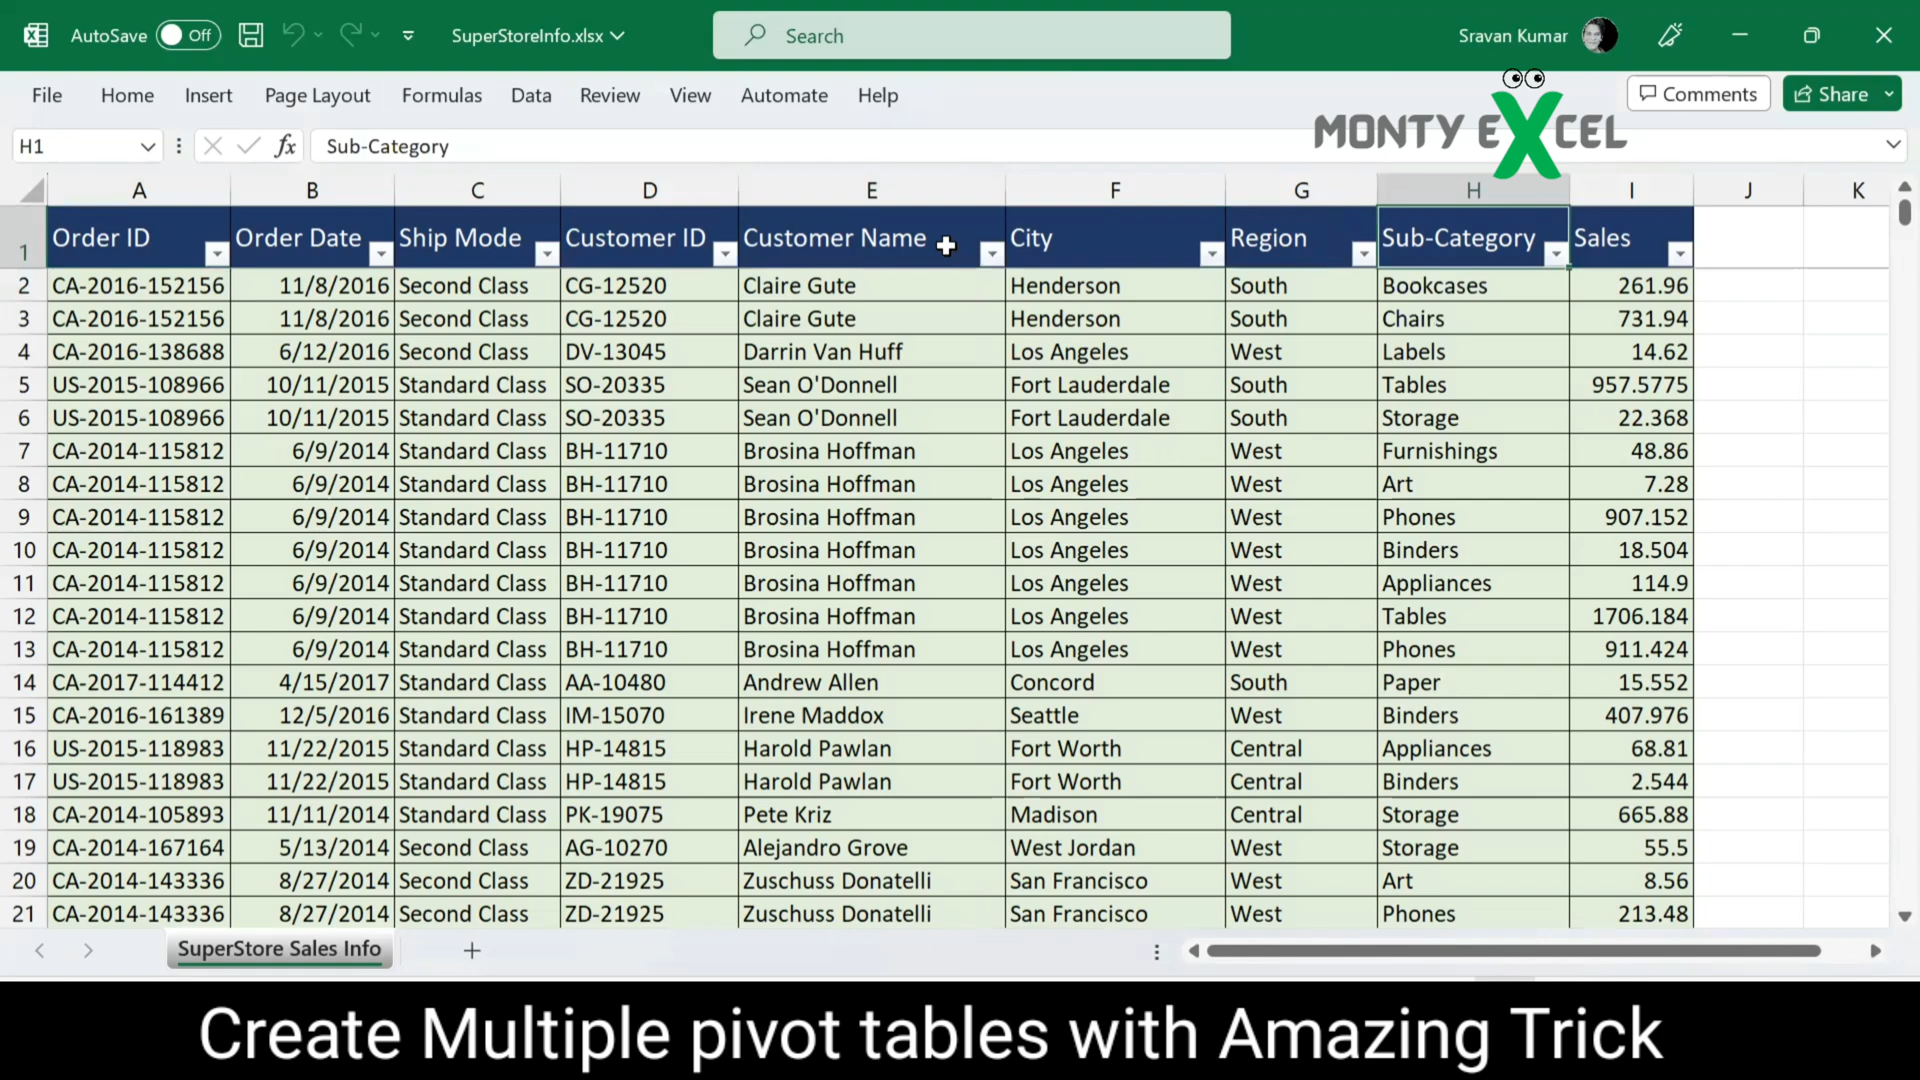 AutoSave Off SuperStoreInfo.xlsx Search Sravan Kumar
File Home Insert Page Layout Formulas Data Review View Automate Help Comments Share
MONTY EXCEL
H1 fx Sub-Category
A B C D E F G H I J K
1 Order ID Order Date Ship Mode Customer ID Customer Name City Region Sub-Category Sales
2 CA-2016-152156 11/8/2016 Second Class CG-12520 Claire Gute Henderson South Bookcases 261.96
3 CA-2016-152156 11/8/2016 Second Class CG-12520 Claire Gute Henderson South Chairs 731.94
4 CA-2016-138688 6/12/2016 Second Class DV-13045 Darrin Van Huff Los Angeles West Labels 14.62
5 US-2015-108966 10/11/2015 Standard Class SO-20335 Sean O'Donnell Fort Lauderdale South Tables 957.5775
6 US-2015-108966 10/11/2015 Standard Class SO-20335 Sean O'Donnell Fort Lauderdale South Storage 22.368
7 CA-2014-115812 6/9/2014 Standard Class BH-11710 Brosina Hoffman Los Angeles West Furnishings 48.86
8 CA-2014-115812 6/9/2014 Standard Class BH-11710 Brosina Hoffman Los Angeles West Art 7.28
9 CA-2014-115812 6/9/2014 Standard Class BH-11710 Brosina Hoffman Los Angeles West Phones 907.152
10 CA-2014-115812 6/9/2014 Standard Class BH-11710 Brosina Hoffman Los Angeles West Binders 18.504
11 CA-2014-115812 6/9/2014 Standard Class BH-11710 Brosina Hoffman Los Angeles West Appliances 114.9
12 CA-2014-115812 6/9/2014 Standard Class BH-11710 Brosina Hoffman Los Angeles West Tables 1706.184
13 CA-2014-115812 6/9/2014 Standard Class BH-11710 Brosina Hoffman Los Angeles West Phones 911.424
14 CA-2017-114412 4/15/2017 Standard Class AA-10480 Andrew Allen Concord South Paper 15.552
15 CA-2016-161389 12/5/2016 Standard Class IM-15070 Irene Maddox Seattle West Binders 407.976
16 US-2015-118983 11/22/2015 Standard Class HP-14815 Harold Pawlan Fort Worth Central Appliances 68.81
17 US-2015-118983 11/22/2015 Standard Class HP-14815 Harold Pawlan Fort Worth Central Binders 2.544
18 CA-2014-105893 11/11/2014 Standard Class PK-19075 Pete Kriz Madison Central Storage 665.88
19 CA-2014-167164 5/13/2014 Second Class AG-10270 Alejandro Grove West Jordan West Storage 55.5
20 CA-2014-143336 8/27/2014 Second Class ZD-21925 Zuschuss Donatelli San Francisco West Art 8.56
21 CA-2014-143336 8/27/2014 Second Class ZD-21925 Zuschuss Donatelli San Francisco West Phones 213.48
SuperStore Sales Info
Create Multiple pivot tables with Amazing Trick